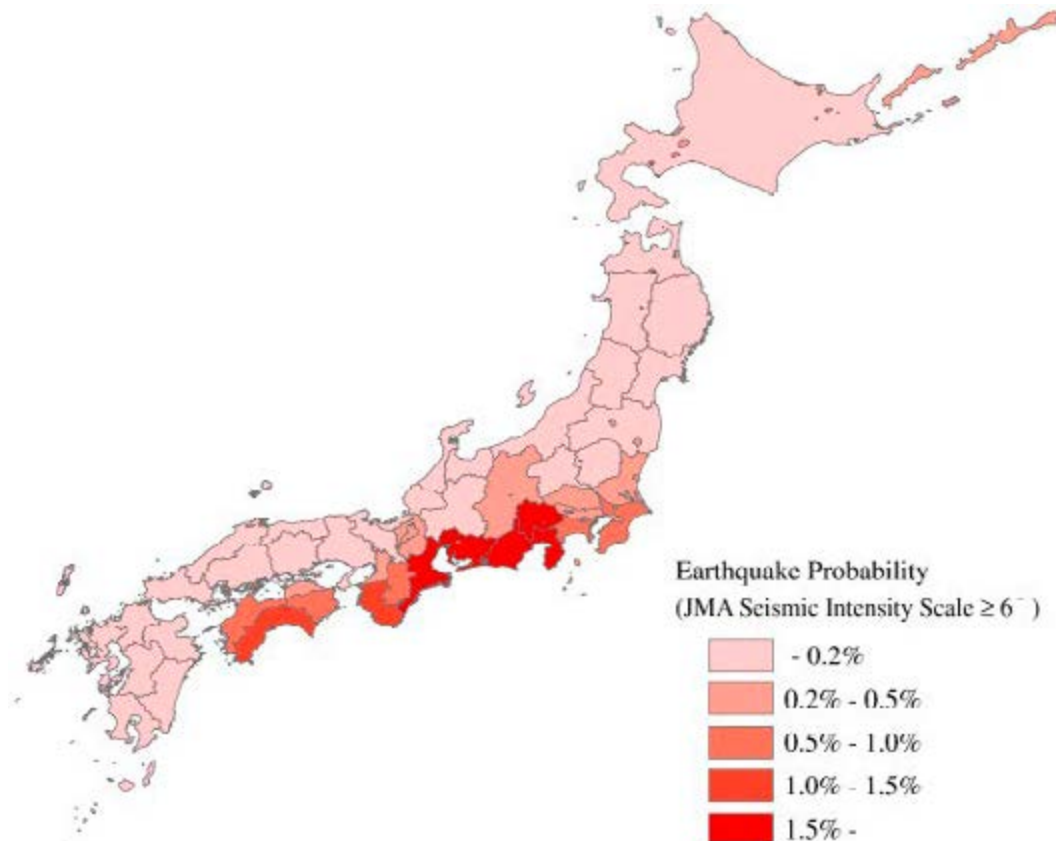 Earthquake Probability
(JMA Seismic Intensity Scale ≥ 6⁻ )
- 0.2%
0.2% - 0.5%
0.5% - 1.0%
1.0% - 1.5%
1.5% -